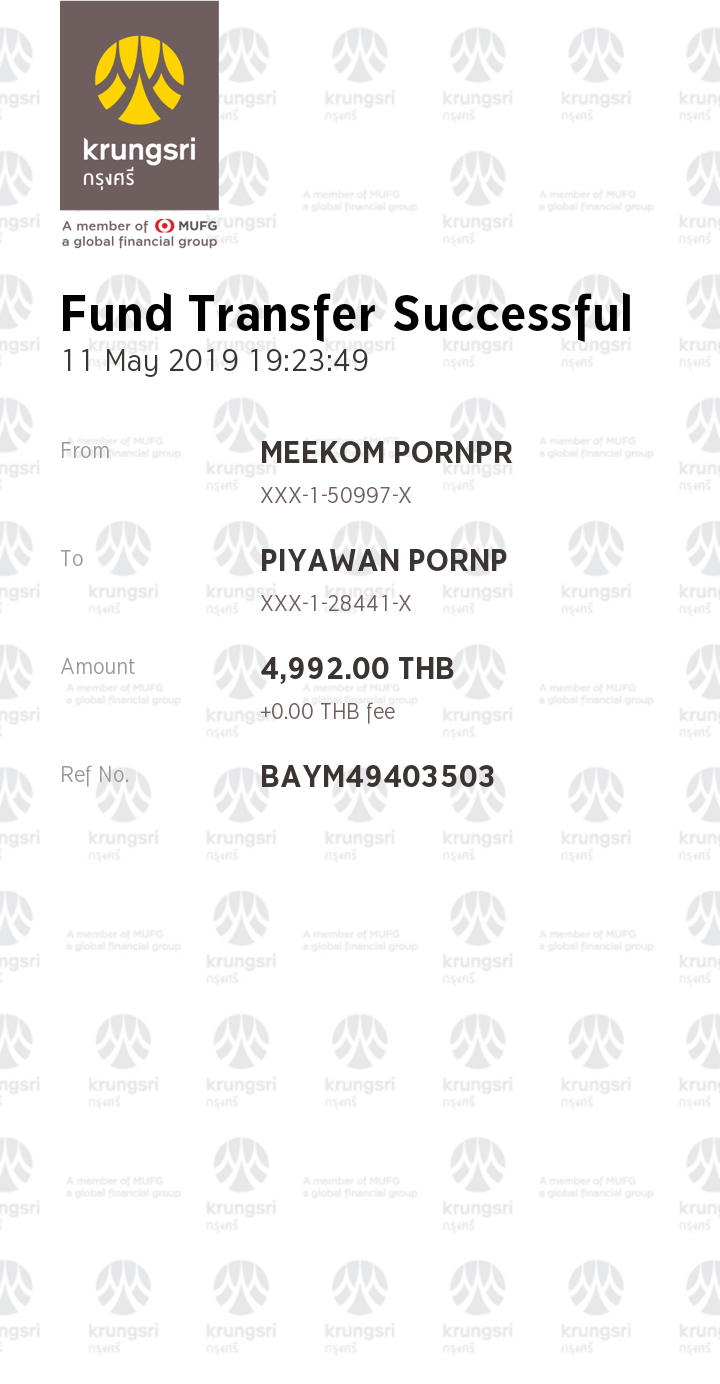 krungsri
กรุงศรี
A member of MUFG
a global financial group
Fund Transfer Successful
11 May 2019 19:23:49
From MEEKOM PORNPR
XXX-1-50997-X
To PIYAWAN PORNP
XXX-1-28441-X
Amount 4,992.00 THB
+0.00 THB fee
Ref No. BAYM49403503